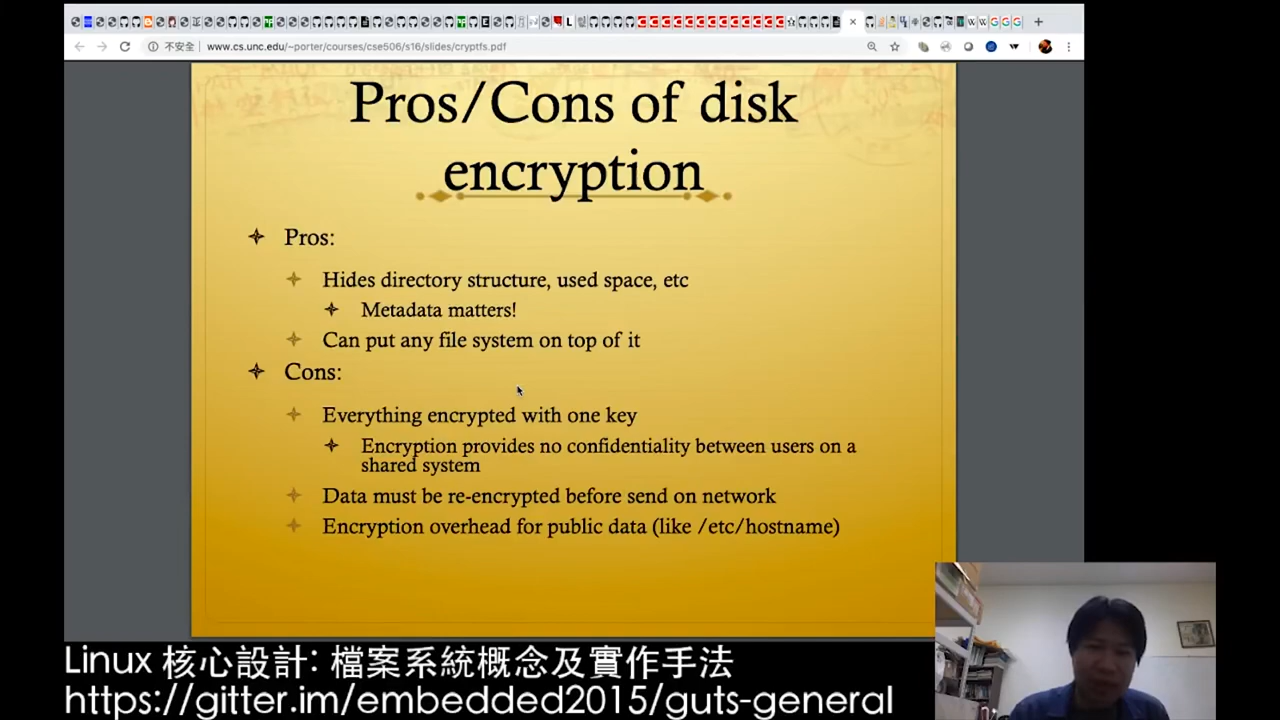 不安全
www.cs.unc.edu/~porter/courses/cse506/s16/slides/cryptfs.pdf
Pros/Cons of disk
encryption
Pros:
Hides directory structure, used space, etc
Metadata matters!
Can put any file system on top of it
Cons:
Everything encrypted with one key
Encryption provides no confidentiality between users on a
shared system
Data must be re-encrypted before send on network
Encryption overhead for public data (like /etc/hostname)
Linux 核心設計: 檔案系統概念及實作手法
https://gitter.im/embedded2015/guts-general